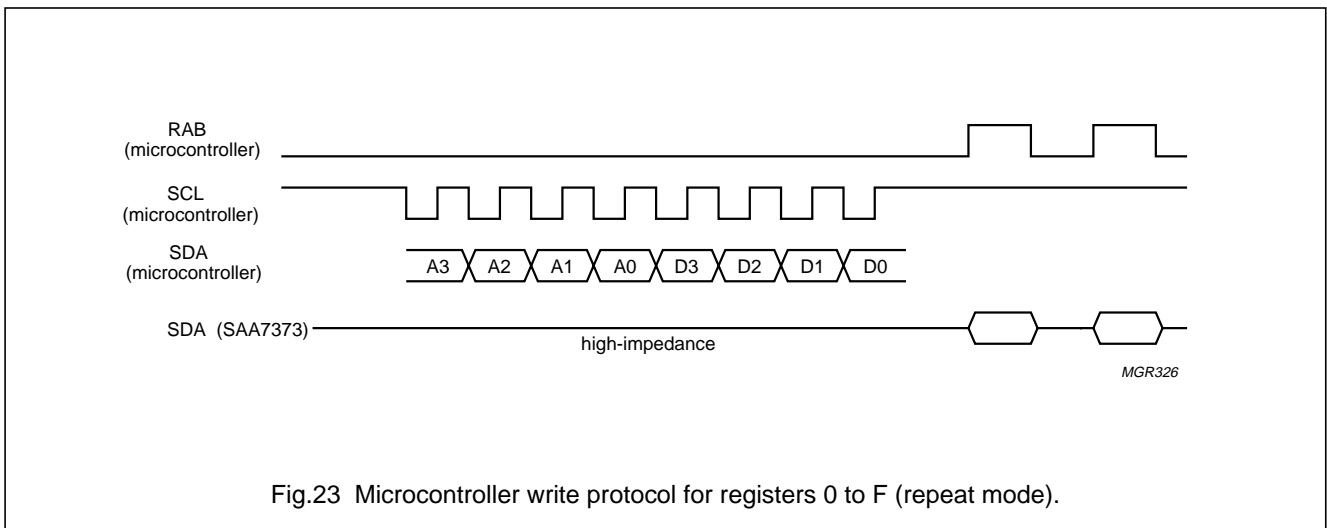 RAB
(microcontroller)
SCL
(microcontroller)
SDA
(microcontroller)
A3 A2 A1 A0 D3 D2 D1 D0
SDA (SAA7373)
high-impedance
MGR326
Fig.23 Microcontroller write protocol for registers 0 to F (repeat mode).